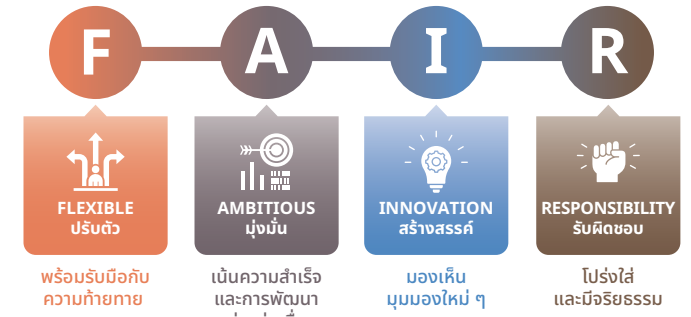 F A I R
FLEXIBLE
ปรับตัว
พร้อมรับมือกับ
ความท้ายทาย
AMBITIOUS
มุ่งมั่น
เน้นความสำเร็จ
และการพัฒนา
INNOVATION
สร้างสรรค์
มองเห็น
มุมมองใหม่ ๆ
RESPONSIBILITY
รับผิดชอบ
โปร่งใส่
และมีจริยธรรม